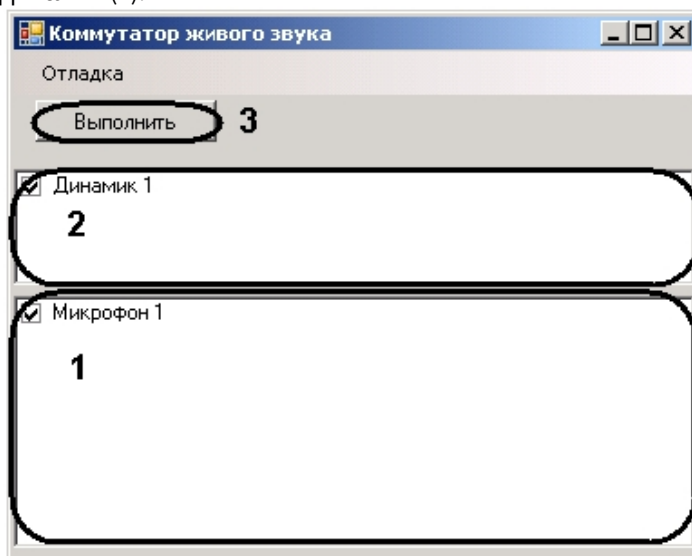 Коммутатор живого звука
Отладка
Выполнить 3
Динамик 1
2
Микрофон 1
1